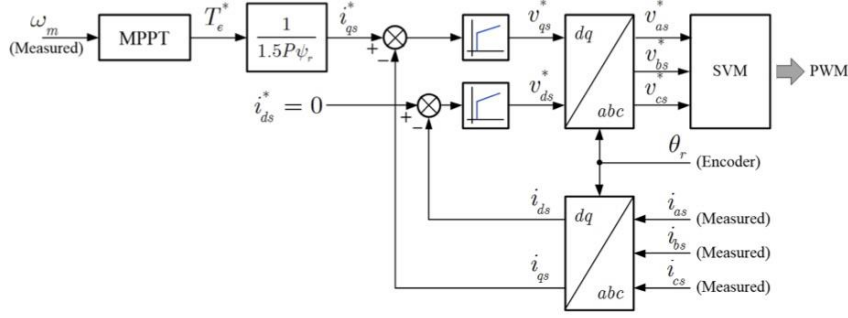 ω_m
(Measured)
MPPT
T_e^*
1
1.5Pψ_r
i_qs^*
+
−
v_qs^*
dq
abc
v_as^*
v_bs^*
v_cs^*
SVM
PWM
i_ds^* = 0
+
−
v_ds^*
θ_r
(Encoder)
i_ds
dq
abc
i_as
(Measured)
i_bs
(Measured)
i_qs
i_cs
(Measured)